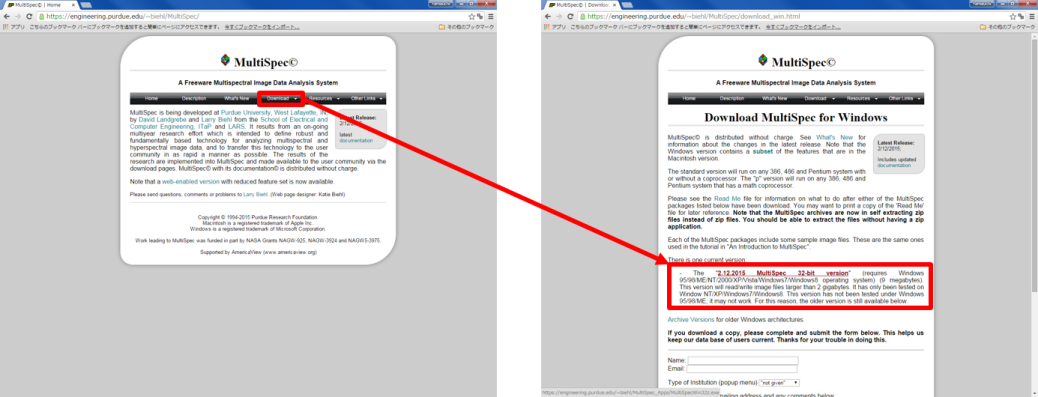 MultiSpec© | Home
https://engineering.purdue.edu/~biehl/MultiSpec/
アプリ こちらのブックマーク バーにブックマークを追加すると簡単にページにアクセスできます。 今すぐブックマークをインポート...
その他のブックマーク
MultiSpec©
A Freeware Multispectral Image Data Analysis System
Home Description What's New Download Resources Other Links
MultiSpec is being developed at Purdue University, West Lafayette, IN,
by David Landgrebe and Larry Biehl from the School of Electrical and
Computer Engineering, ITaP and LARS. It results from an on-going
multiyear research effort which is intended to define robust and
fundamentally based technology for analyzing multispectral and
hyperspectral image data, and to transfer this technology to the user
community in as rapid a manner as possible. The results of the
research are implemented into MultiSpec and made available to the user community via the
download pages. MultiSpec© with its documentation© is distributed without charge.
Latest Release:
2/12/2015
latest
documentation
Note that a web-enabled version with reduced feature set is now available.
Please send questions, comments or problems to Larry Biehl. (Web page designer: Katie Biehl)
Copyright © 1994-2015 Purdue Research Foundation.
Macintosh is a registered trademark of Apple Inc.
Windows is a registered trademark of Microsoft Corporation.
Work leading to MultiSpec was funded in part by NASA Grants NAGW-925, NAGW-3924 and NAGW5-3975.
Supported by AmericaView (www.americaview.org)
MultiSpec© | Downloa
https://engineering.purdue.edu/~biehl/MultiSpec/download_win.html
アプリ こちらのブックマーク バーにブックマークを追加すると簡単にページにアクセスできます。 今すぐブックマークをインポート...
その他のブックマーク
MultiSpec©
A Freeware Multispectral Image Data Analysis System
Home Description What's New Download Resources Other Links
Download MultiSpec for Windows
MultiSpec© is distributed without charge. See What's New for
information about the changes in the latest release. Note that the
Windows version contains a subset of the features that are in the
Macintosh version.
Latest Release:
2/12/2015
Includes updated
documentation
The standard version will run on any 386, 486 and Pentium system with
or without a coprocessor. The "p" version will run on any 386, 486 and
Pentium system that has a math coprocessor.
Please see the Read Me file for information on what to do after either of the MultiSpec
packages listed below have been download. You may want to print a copy of the 'Read Me'
file for later reference. Note that the MultiSpec archives are now in self extracting zip
files instead of zip files. You should be able to extract the files without having a zip
application.
Each of the MultiSpec packages include some sample image files. These are the same ones
used in the tutorial in "An Introduction to MultiSpec".
There is one current version:
- The "2.12.2015 MultiSpec 32-bit version" (requires Windows
95/98/ME/NT/2000/XP/Vista/Windows7/Windows8 operating system) (9 megabytes).
This version will read/write image files larger than 2 gigabytes. It has only been tested on
Window NT/XP/Windows7/Windows8. This version has not been tested under Windows
95/98/ME; it may not work. For this reason, the older version is still available below.
Archive Versions for older Windows architectures.
If you download a copy, please complete and submit the form below. This helps us
keep our data base of users current. Thanks for your trouble in doing this.
Name:
Email:
Type of Institution (popup menu) "not given"
https://engineering.purdue.edu/~biehl/MultiSpec_Apps/MultiSpecWin32z.exe
mailing address and any comments below.